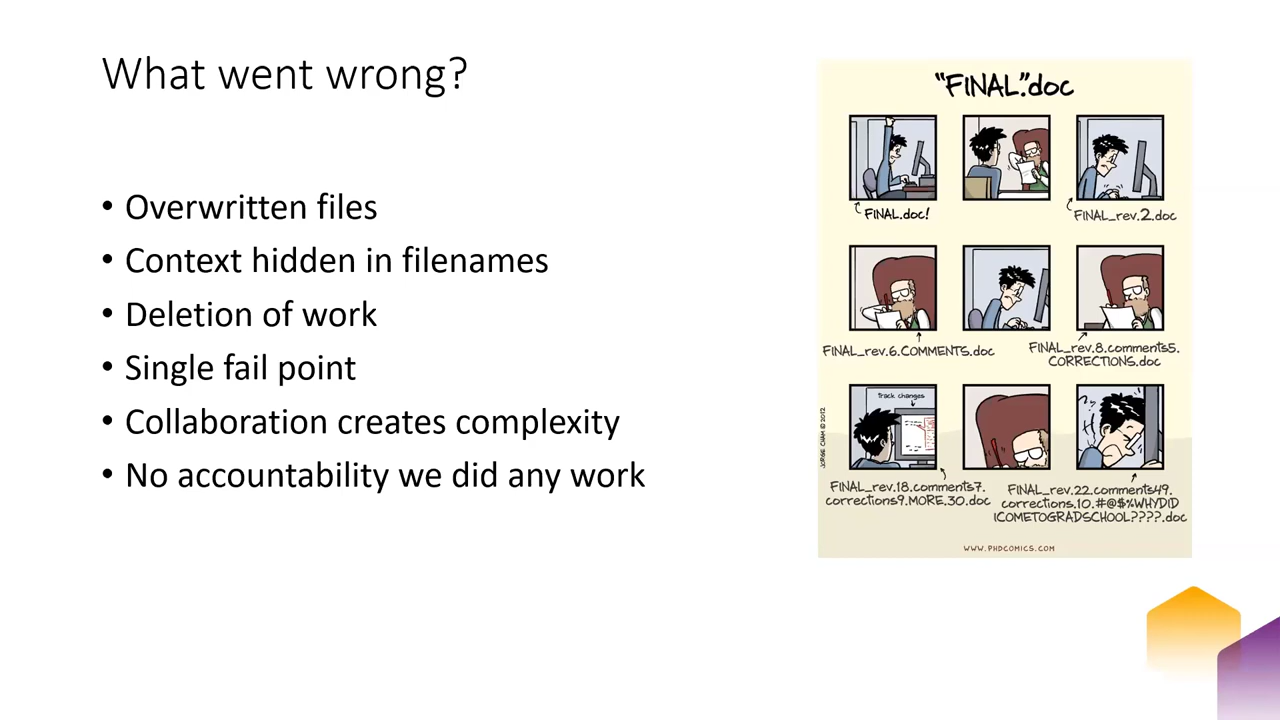 What went wrong?
• Overwritten files
• Context hidden in filenames
• Deletion of work
• Single fail point
• Collaboration creates complexity
• No accountability we did any work
"FINAL".doc
FINAL.doc!
FINAL_rev.2.doc
FINAL_rev.6.COMMENTS.doc
FINAL_rev.8.comments5.
CORRECTIONS.doc
track changes
JORGE CHAM © 2012
FINAL_rev.18.comments7.
corrections9.MORE.30.doc
FINAL_rev.22.comments49.
corrections.10.#@$%WHYDID
ICOMETOGRADSCHOOL????.doc
WWW.PHDCOMICS.COM